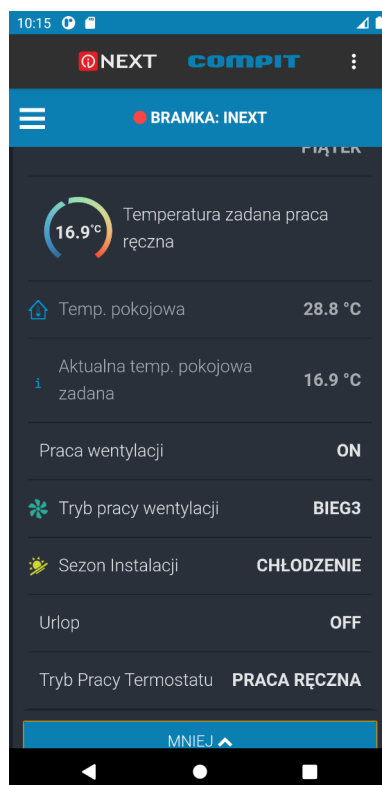 10:15
NEXT COMPIT
BRAMKA: INEXT
PIĄTEK
16.9°C
Temperatura zadana praca
ręczna
Temp. pokojowa 28.8 °C
Aktualna temp. pokojowa
zadana
16.9 °C
Praca wentylacji ON
Tryb pracy wentylacji BIEG3
Sezon Instalacji CHŁODZENIE
Urlop OFF
Tryb Pracy Termostatu PRACA RĘCZNA
MNIEJ